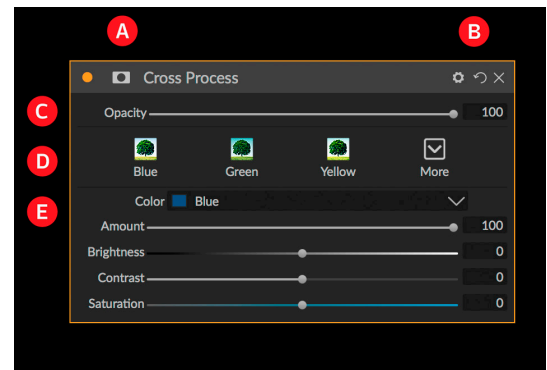 A
B
Cross Process
C
Opacity 100
D
Blue Green Yellow More
E
Color Blue
Amount 100
Brightness 0
Contrast 0
Saturation 0